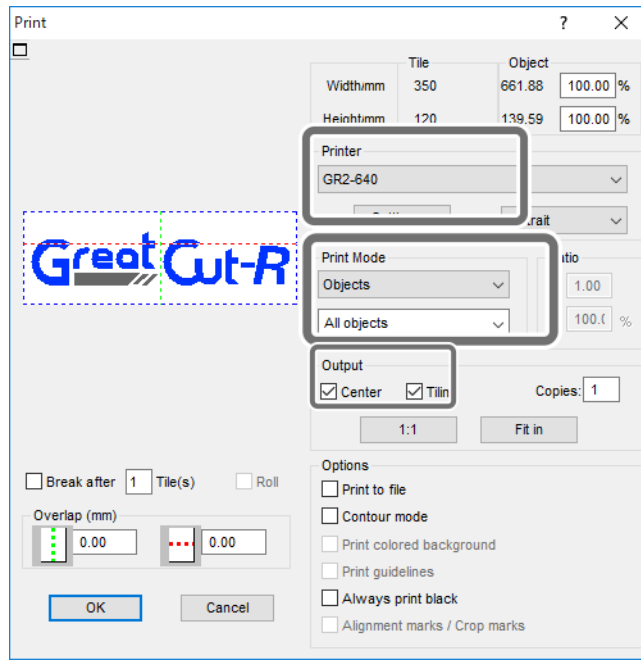 Print ?
Tile Object
Width/mm 350 661.88 100.00 %
Height/mm 120 139.59 100.00 %
Printer
GR2-640
Great Cut-R
Print Mode
Objects 1.00
All objects %
Output
Center Tilin Copies: 1
1:1 Fit in
Break after 1 Tile(s) Roll
Overlap (mm)
0.00 0.00
OK Cancel
Options
Print to file
Contour mode
Print colored background
Print guidelines
Always print black
Alignment marks / Crop marks